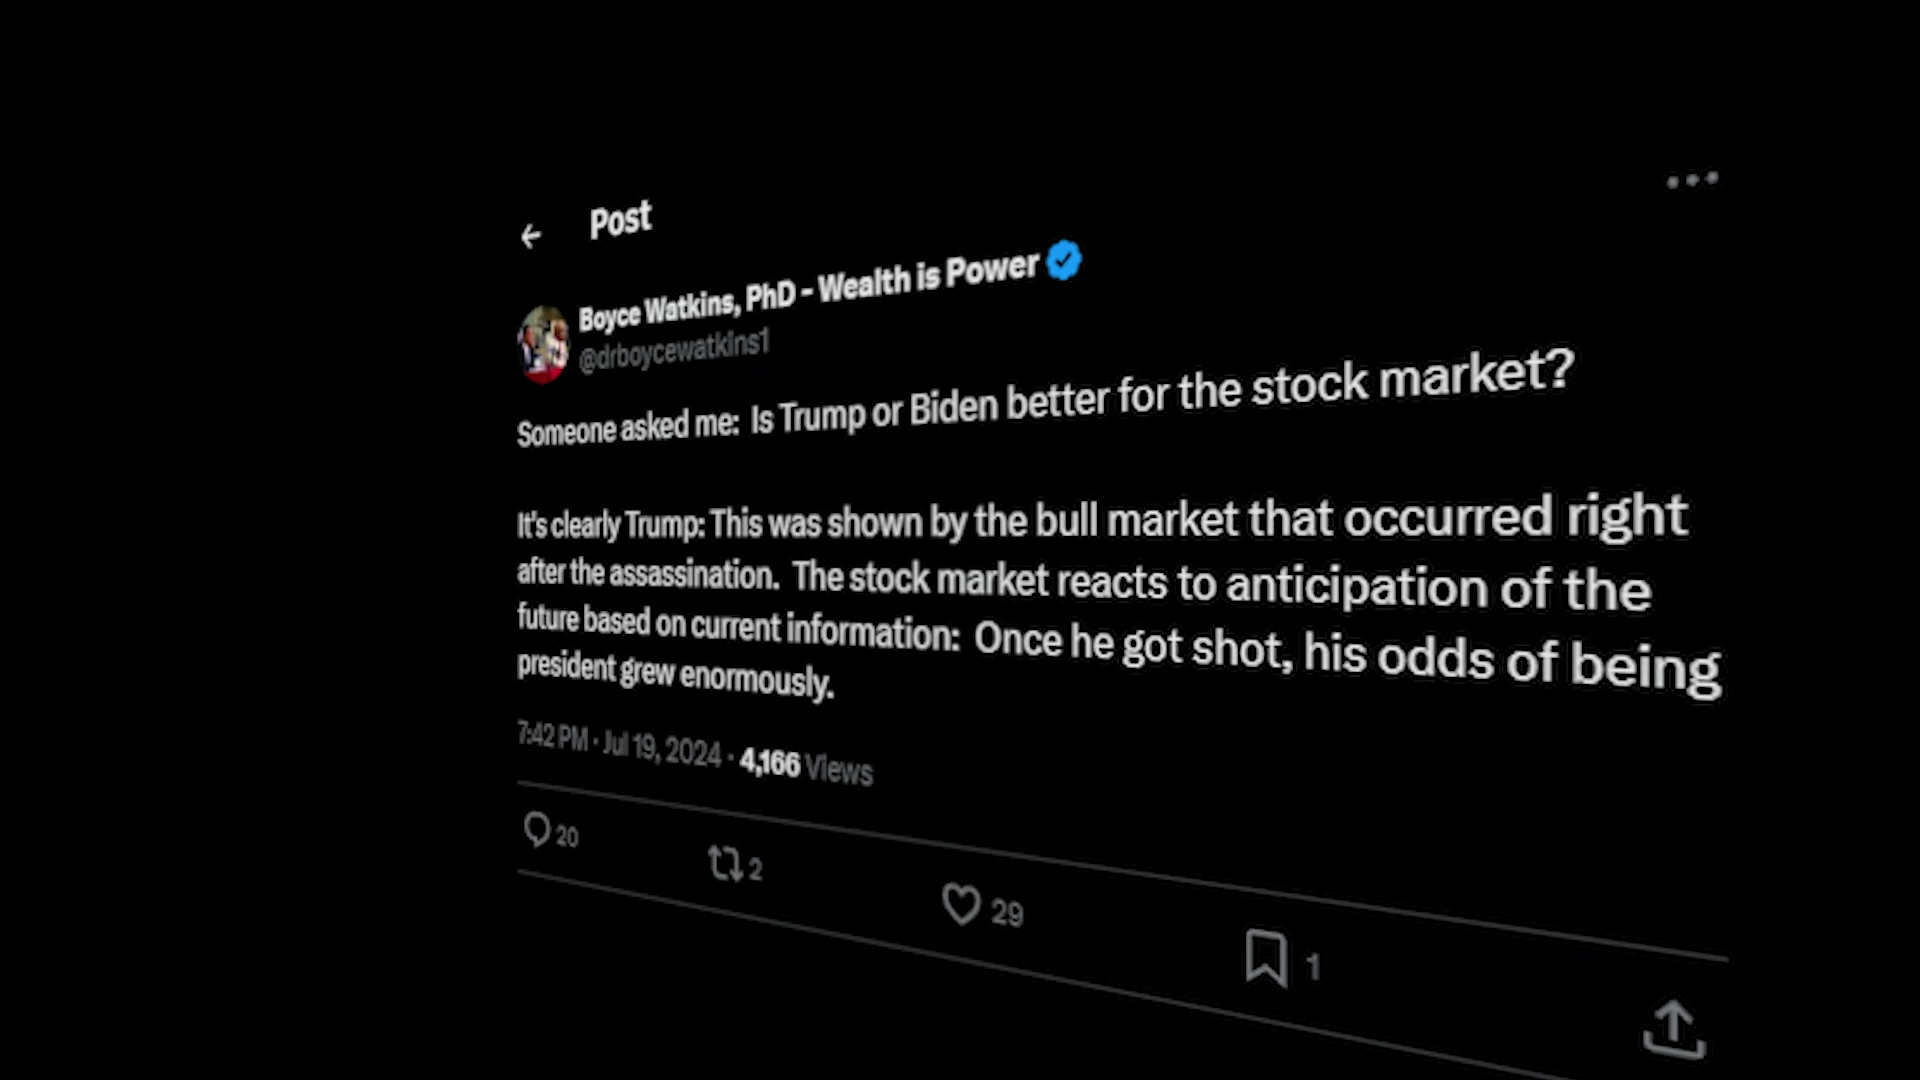 Post
Boyce Watkins, PhD - Wealth is Power
@drboycewatkins1
Someone asked me:  Is Trump or Biden better for the stock market?
It's clearly Trump: This was shown by the bull market that occurred right
after the assassination.  The stock market reacts to anticipation of the
future based on current information:  Once he got shot, his odds of being
president grew enormously.
7:42 PM · Jul 19, 2024 · 4,166 Views
20
2
29
1